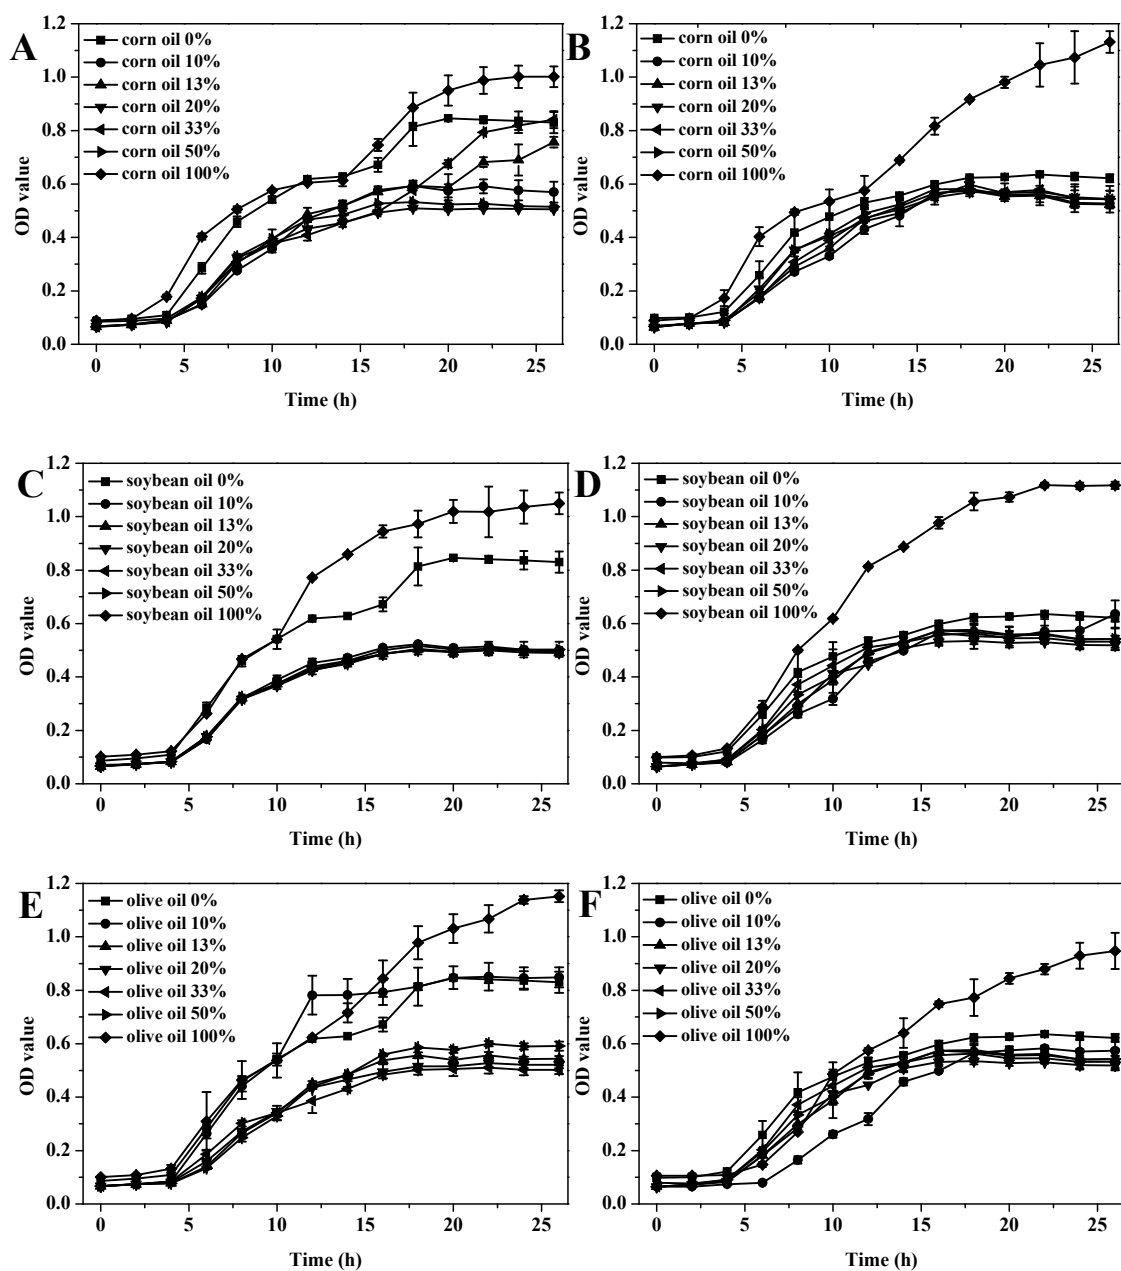 A
1.2
1.0
0.8
0.6
0.4
0.2
0.0
OD value
corn oil 0%
corn oil 10%
corn oil 13%
corn oil 20%
corn oil 33%
corn oil 50%
corn oil 100%
0 5 10 15 20 25
Time (h)
B
1.2
1.0
0.8
0.6
0.4
0.2
0.0
OD value
corn oil 0%
corn oil 10%
corn oil 13%
corn oil 20%
corn oil 33%
corn oil 50%
corn oil 100%
0 5 10 15 20 25
Time (h)
C
1.2
1.0
0.8
0.6
0.4
0.2
0.0
OD value
soybean oil 0%
soybean oil 10%
soybean oil 13%
soybean oil 20%
soybean oil 33%
soybean oil 50%
soybean oil 100%
0 5 10 15 20 25
Time (h)
D
1.2
1.0
0.8
0.6
0.4
0.2
0.0
OD value
soybean oil 0%
soybean oil 10%
soybean oil 13%
soybean oil 20%
soybean oil 33%
soybean oil 50%
soybean oil 100%
0 5 10 15 20 25
Time (h)
E
1.2
1.0
0.8
0.6
0.4
0.2
0.0
OD value
olive oil 0%
olive oil 10%
olive oil 13%
olive oil 20%
olive oil 33%
olive oil 50%
olive oil 100%
0 5 10 15 20 25
Time (h)
F
1.2
1.0
0.8
0.6
0.4
0.2
0.0
OD value
olive oil 0%
olive oil 10%
olive oil 13%
olive oil 20%
olive oil 33%
olive oil 50%
olive oil 100%
0 5 10 15 20 25
Time (h)